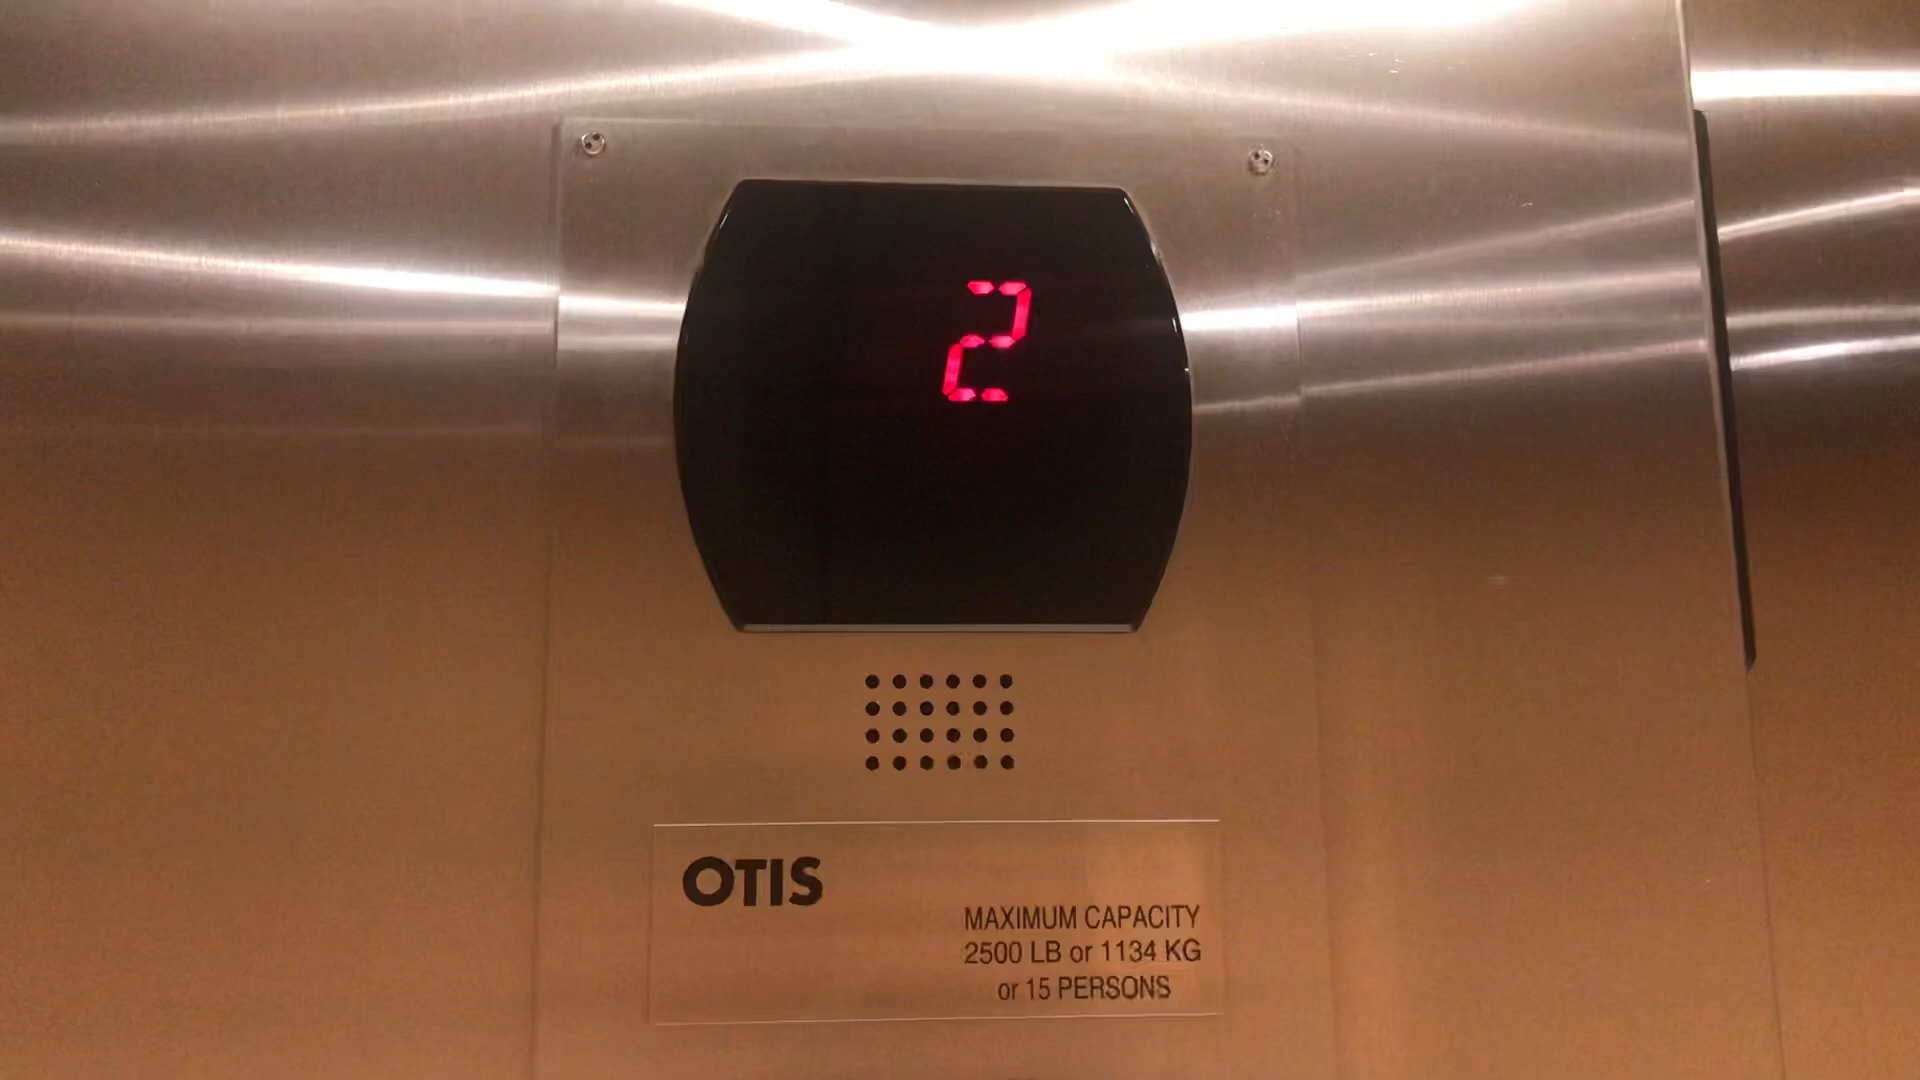 2
OTIS
MAXIMUM CAPACITY
2500 LB or 1134 KG
or 15 PERSONS